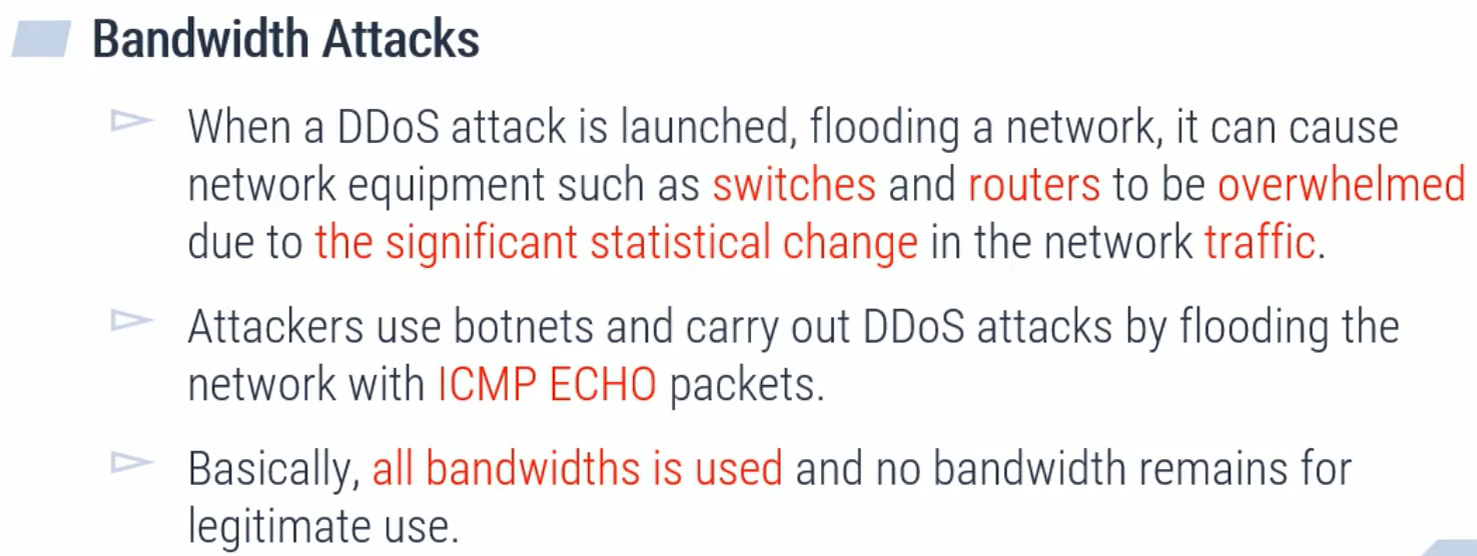 Bandwidth Attacks
When a DDoS attack is launched, flooding a network, it can cause
network equipment such as switches and routers to be overwhelmed
due to the significant statistical change in the network traffic.
Attackers use botnets and carry out DDoS attacks by flooding the
network with ICMP ECHO packets.
Basically, all bandwidths is used and no bandwidth remains for
legitimate use.